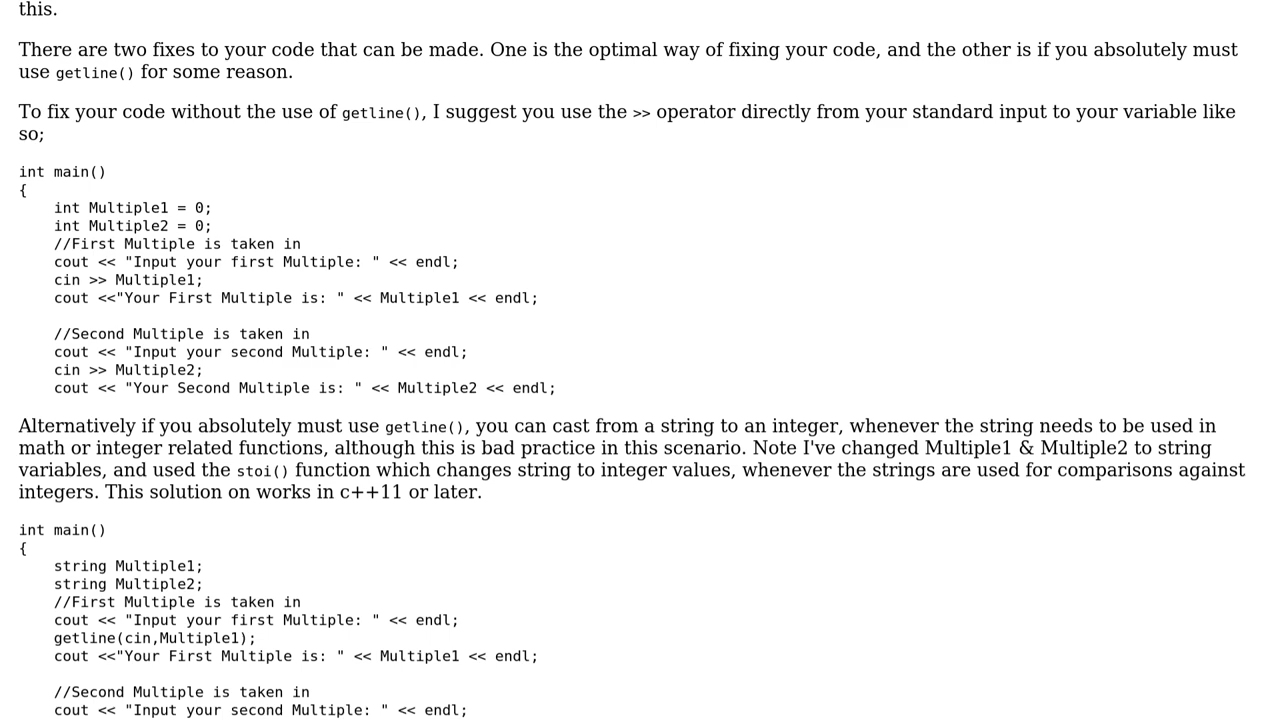 this.
There are two fixes to your code that can be made. One is the optimal way of fixing your code, and the other is if you absolutely must
use getline() for some reason.
To fix your code without the use of getline(), I suggest you use the >> operator directly from your standard input to your variable like
so;
int main()
{
    int Multiple1 = 0;
    int Multiple2 = 0;
    //First Multiple is taken in
    cout << "Input your first Multiple: " << endl;
    cin >> Multiple1;
    cout <<"Your First Multiple is: " << Multiple1 << endl;
    //Second Multiple is taken in
    cout << "Input your second Multiple: " << endl;
    cin >> Multiple2;
    cout << "Your Second Multiple is: " << Multiple2 << endl;
Alternatively if you absolutely must use getline(), you can cast from a string to an integer, whenever the string needs to be used in
math or integer related functions, although this is bad practice in this scenario. Note I've changed Multiple1 & Multiple2 to string
variables, and used the stoi() function which changes string to integer values, whenever the strings are used for comparisons against
integers. This solution on works in c++11 or later.
int main()
{
    string Multiple1;
    string Multiple2;
    //First Multiple is taken in
    cout << "Input your first Multiple: " << endl;
    getline(cin,Multiple1);
    cout <<"Your First Multiple is: " << Multiple1 << endl;
    //Second Multiple is taken in
    cout << "Input your second Multiple: " << endl;